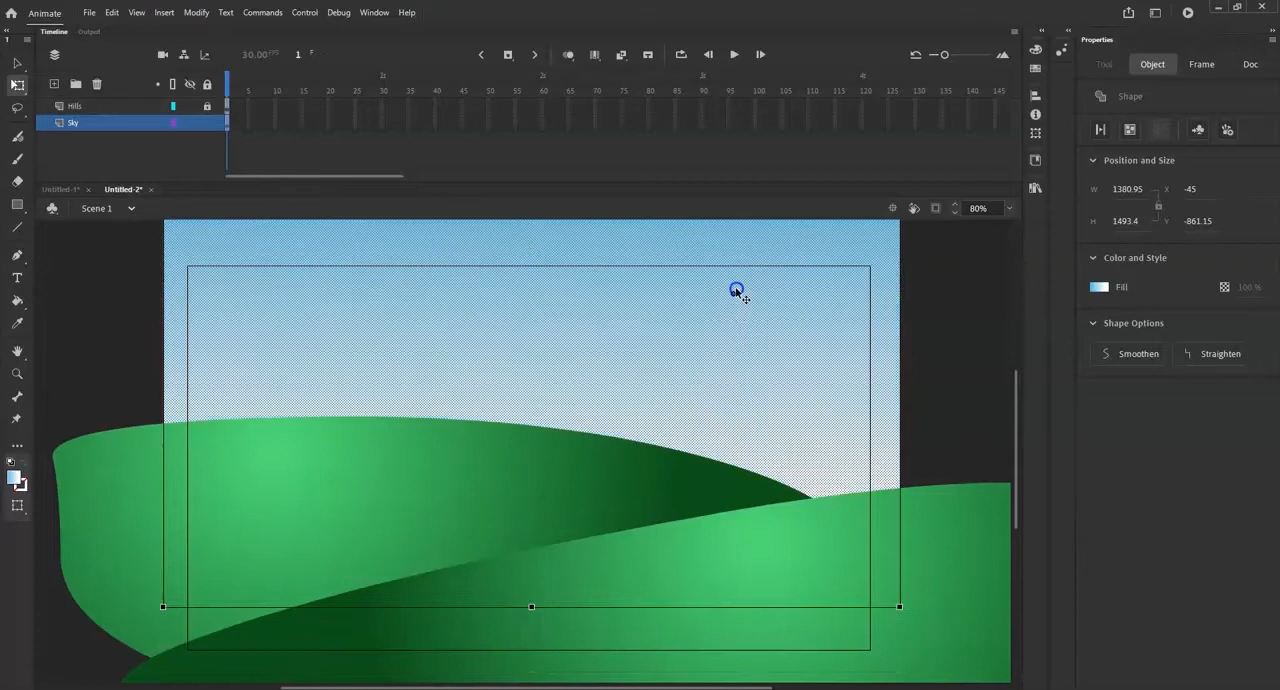 Animate File Edit View Insert Modify Text Commands Control Debug Window Help
Timeline Output
Properties
30.00 FPS 1 F
Tool Object Frame Doc
1s 2s 3s 4s
5 10 15 20 25 30 35 40 45 50 55 60 65 70 75 80 85 90 95 100 105 110 115 120 125 130 135 140 145
Shape
Hills
Sky
Position and Size
Untitled-1* × Untitled-2* ×
W 1380.95 X -45
Scene 1 80%
H 1493.4 Y -861.15
Color and Style
Fill 100 %
Shape Options
Smoothen Straighten